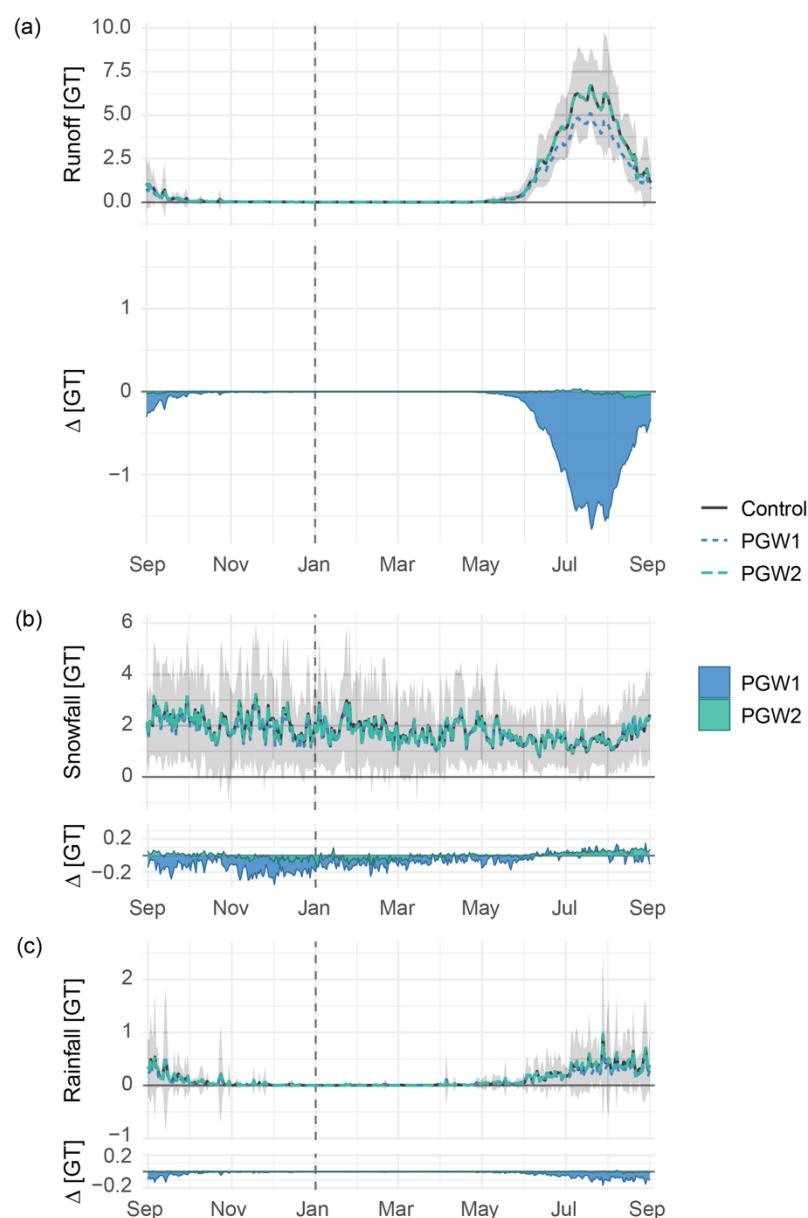 (a)
Runoff [GT]
10.0
7.5
5.0
2.5
0.0
Δ [GT]
1
0
−1
Sep Nov Jan Mar May Jul Sep
Control
PGW1
PGW2
(b)
Snowfall [GT]
6
4
2
0
PGW1
PGW2
Δ [GT]
0.2
−0.2
Sep Nov Jan Mar May Jul Sep
(c)
Rainfall [GT]
2
1
0
−1
Δ [GT]
0.2
−0.2
Sep Nov Jan Mar May Jul Sep